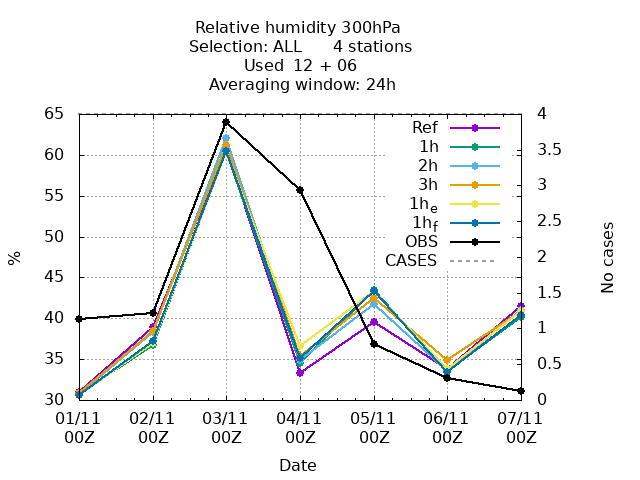 Relative humidity 300hPa
Selection: ALL      4 stations
Used  12 + 06
Averaging window: 24h
65
60
55
50
45
40
35
30
%
4
3.5
3
2.5
2
1.5
1
0.5
0
No cases
Ref
1h
2h
3h
1h_e
1h_f
OBS
CASES
01/11 02/11 03/11 04/11 05/11 06/11 07/11
00Z 00Z 00Z 00Z 00Z 00Z 00Z
Date